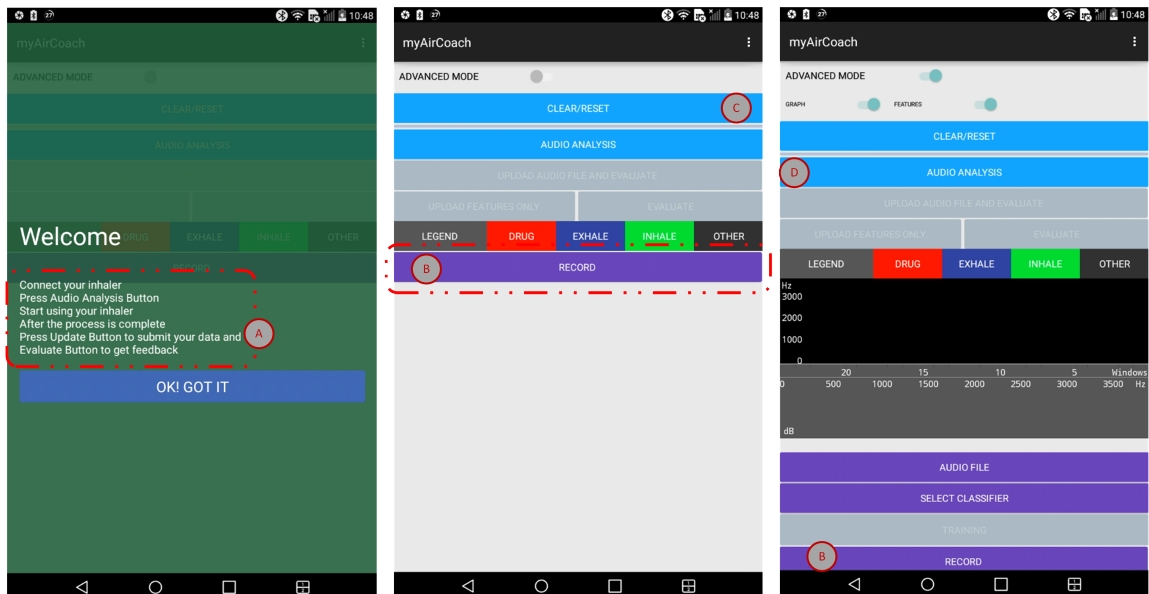 27 10:48
myAirCoach
ADVANCED MODE
CLEAR/RESET
AUDIO ANALYSIS
Welcome
DRUG EXHALE INHALE OTHER
RECORD
Connect your inhaler
Press Audio Analysis Button
Start using your inhaler
After the process is complete
Press Update Button to submit your data and
Evaluate Button to get feedback
A
OK! GOT IT
27 10:48
myAirCoach
ADVANCED MODE
CLEAR/RESET C
AUDIO ANALYSIS
UPLOAD AUDIO FILE AND EVALUATE
UPLOAD FEATURES ONLY EVALUATE
LEGEND DRUG EXHALE INHALE OTHER
B RECORD
27 10:48
myAirCoach
ADVANCED MODE
GRAPH FEATURES
CLEAR/RESET
D AUDIO ANALYSIS
UPLOAD AUDIO FILE AND EVALUATE
UPLOAD FEATURES ONLY EVALUATE
LEGEND DRUG EXHALE INHALE OTHER
Hz
3000
2000
1000
0
20 15 10 5 Windows
0 500 1000 1500 2000 2500 3000 3500 Hz
dB
AUDIO FILE
SELECT CLASSIFIER
TRAINING
B
RECORD